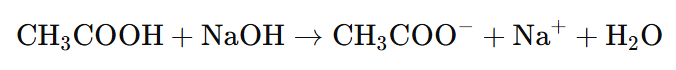 CH₃COOH + NaOH → CH₃COO⁻ + Na⁺ + H₂O